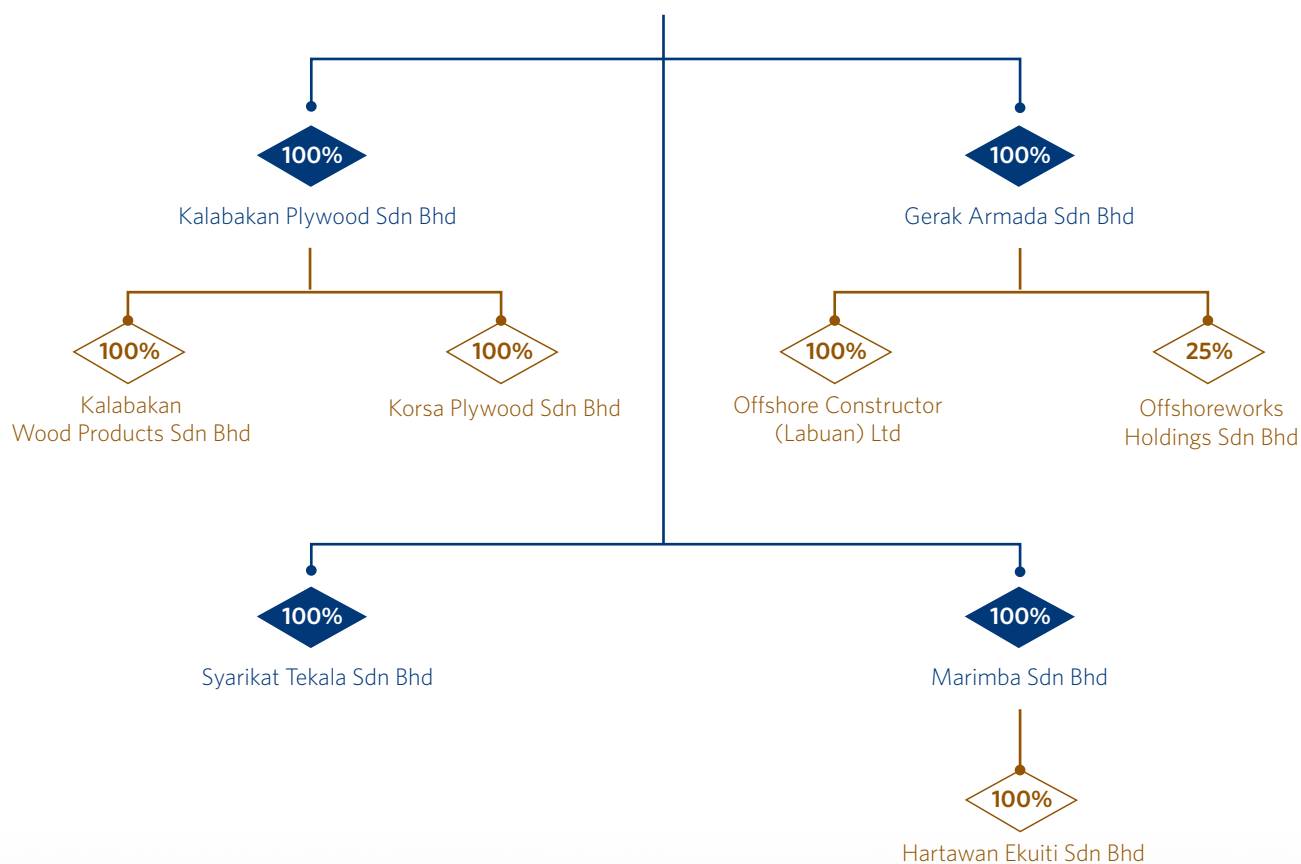 100%
Kalabakan Plywood Sdn Bhd
100%
Gerak Armada Sdn Bhd
100%
Kalabakan
Wood Products Sdn Bhd
100%
Korsa Plywood Sdn Bhd
100%
Offshore Constructor
(Labuan) Ltd
25%
Offshoreworks
Holdings Sdn Bhd
100%
Syarikat Tekala Sdn Bhd
100%
Marimba Sdn Bhd
100%
Hartawan Ekuiti Sdn Bhd